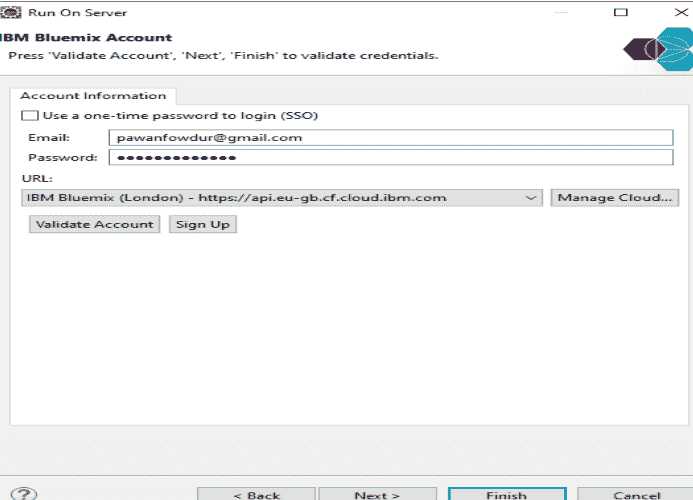 Run On Server
IBM Bluemix Account
Press 'Validate Account', 'Next', 'Finish' to validate credentials.
Account Information
Use a one-time password to login (SSO)
Email: pawanfowdur@gmail.com
Password: •••••••••••••
URL:
IBM Bluemix (London) - https://api.eu-gb.cf.cloud.ibm.com Manage Cloud...
Validate Account Sign Up
? < Back Next > Finish Cancel